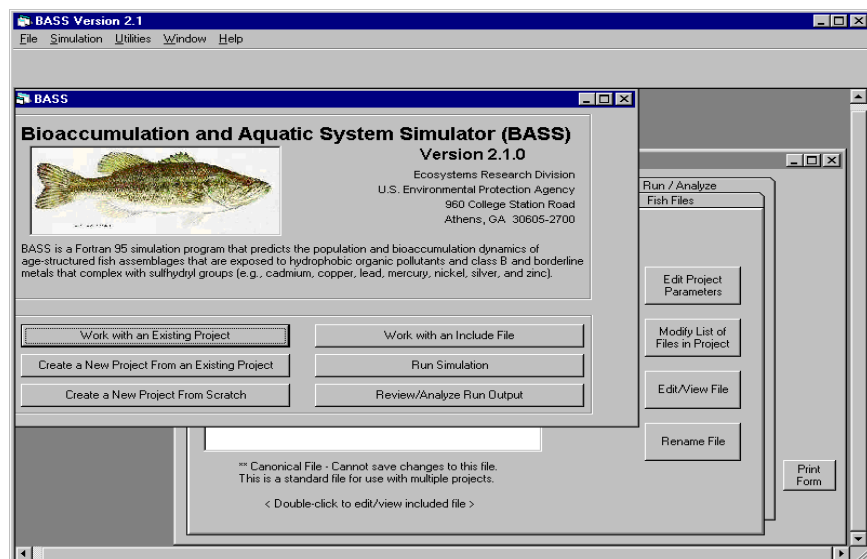 BASS Version 2.1
File Simulation Utilities Window Help
BASS
Bioaccumulation and Aquatic System Simulator (BASS)
Version 2.1.0
Ecosystems Research Division
U.S. Environmental Protection Agency
960 College Station Road
Athens, GA 30605-2700
BASS is a Fortran 95 simulation program that predicts the population and bioaccumulation dynamics of
age-structured fish assemblages that are exposed to hydrophobic organic pollutants and class B and borderline
metals that complex with sulfhydryl groups (e.g., cadmium, copper, lead, mercury, nickel, silver, and zinc).
Work with an Existing Project
Work with an Include File
Create a New Project From an Existing Project
Run Simulation
Create a New Project From Scratch
Review/Analyze Run Output
Run / Analyze
Fish Files
Edit Project
Parameters
Modify List of
Files in Project
Edit/View File
Rename File
Print
Form
** Canonical File - Cannot save changes to this file.
This is a standard file for use with multiple projects.
< Double-click to edit/view included file >